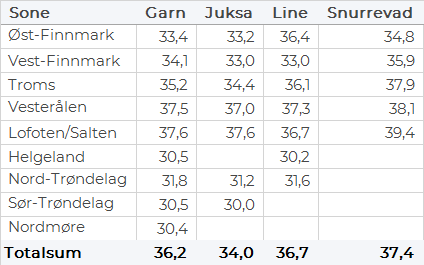 Sone Garn Juksa Line Snurrevad
Øst-Finnmark 33,4 33,2 36,4 34,8
Vest-Finnmark 34,1 33,0 33,0 35,9
Troms 35,2 34,4 36,1 37,9
Vesterålen 37,5 37,0 37,3 38,1
Lofoten/Salten 37,6 37,6 36,7 39,4
Helgeland 30,5 30,2
Nord-Trøndelag 31,8 31,2 31,6
Sør-Trøndelag 30,5 30,0
Nordmøre 30,4
Totalsum 36,2 34,0 36,7 37,4